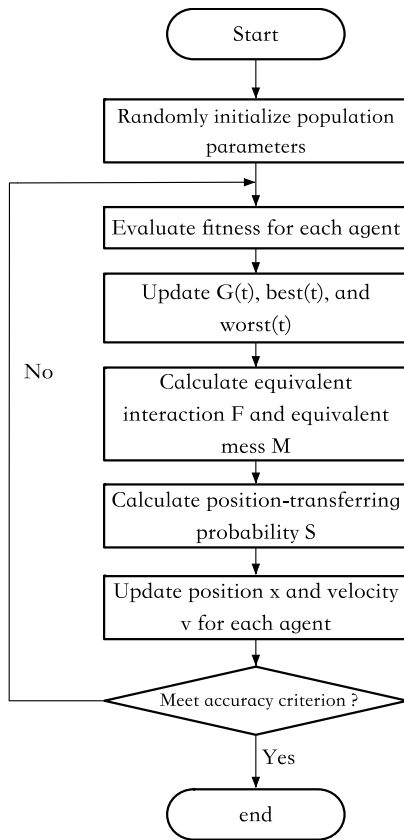 Start
Randomly initialize population
parameters
Evaluate fitness for each agent
Update G(t), best(t), and
worst(t)
No
Calculate equivalent
interaction F and equivalent
mess M
Calculate position-transferring
probability S
Update position x and velocity
v for each agent
Meet accuracy criterion ?
Yes
end